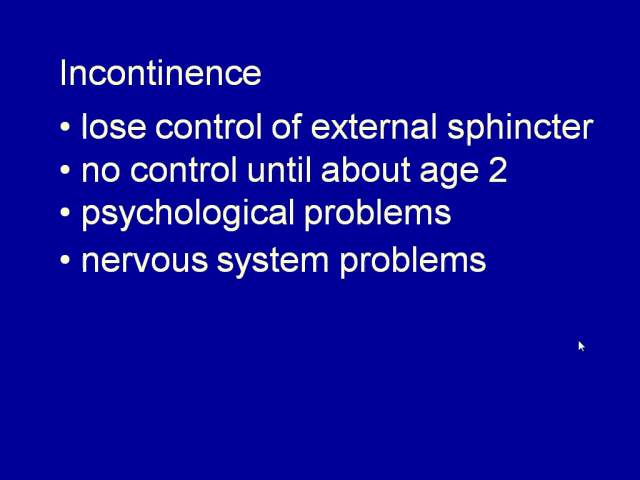 Incontinence
• lose control of external sphincter
• no control until about age 2
• psychological problems
• nervous system problems